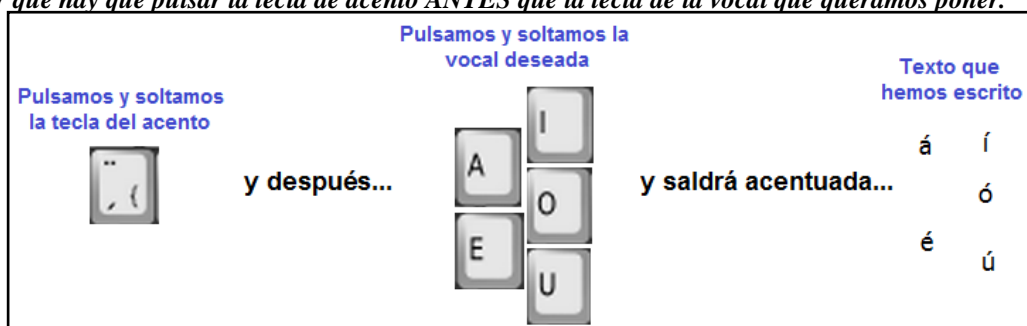 que hay que pulsar la tecla de acento ANTES que la tecla de la vocal que queramos poner.
Pulsamos y soltamos la
vocal deseada
Pulsamos y soltamos
la tecla del acento
¨
´ {
y después...
A
E
I
O
U
y saldrá acentuada...
Texto que
hemos escrito
á í
ó
é
ú